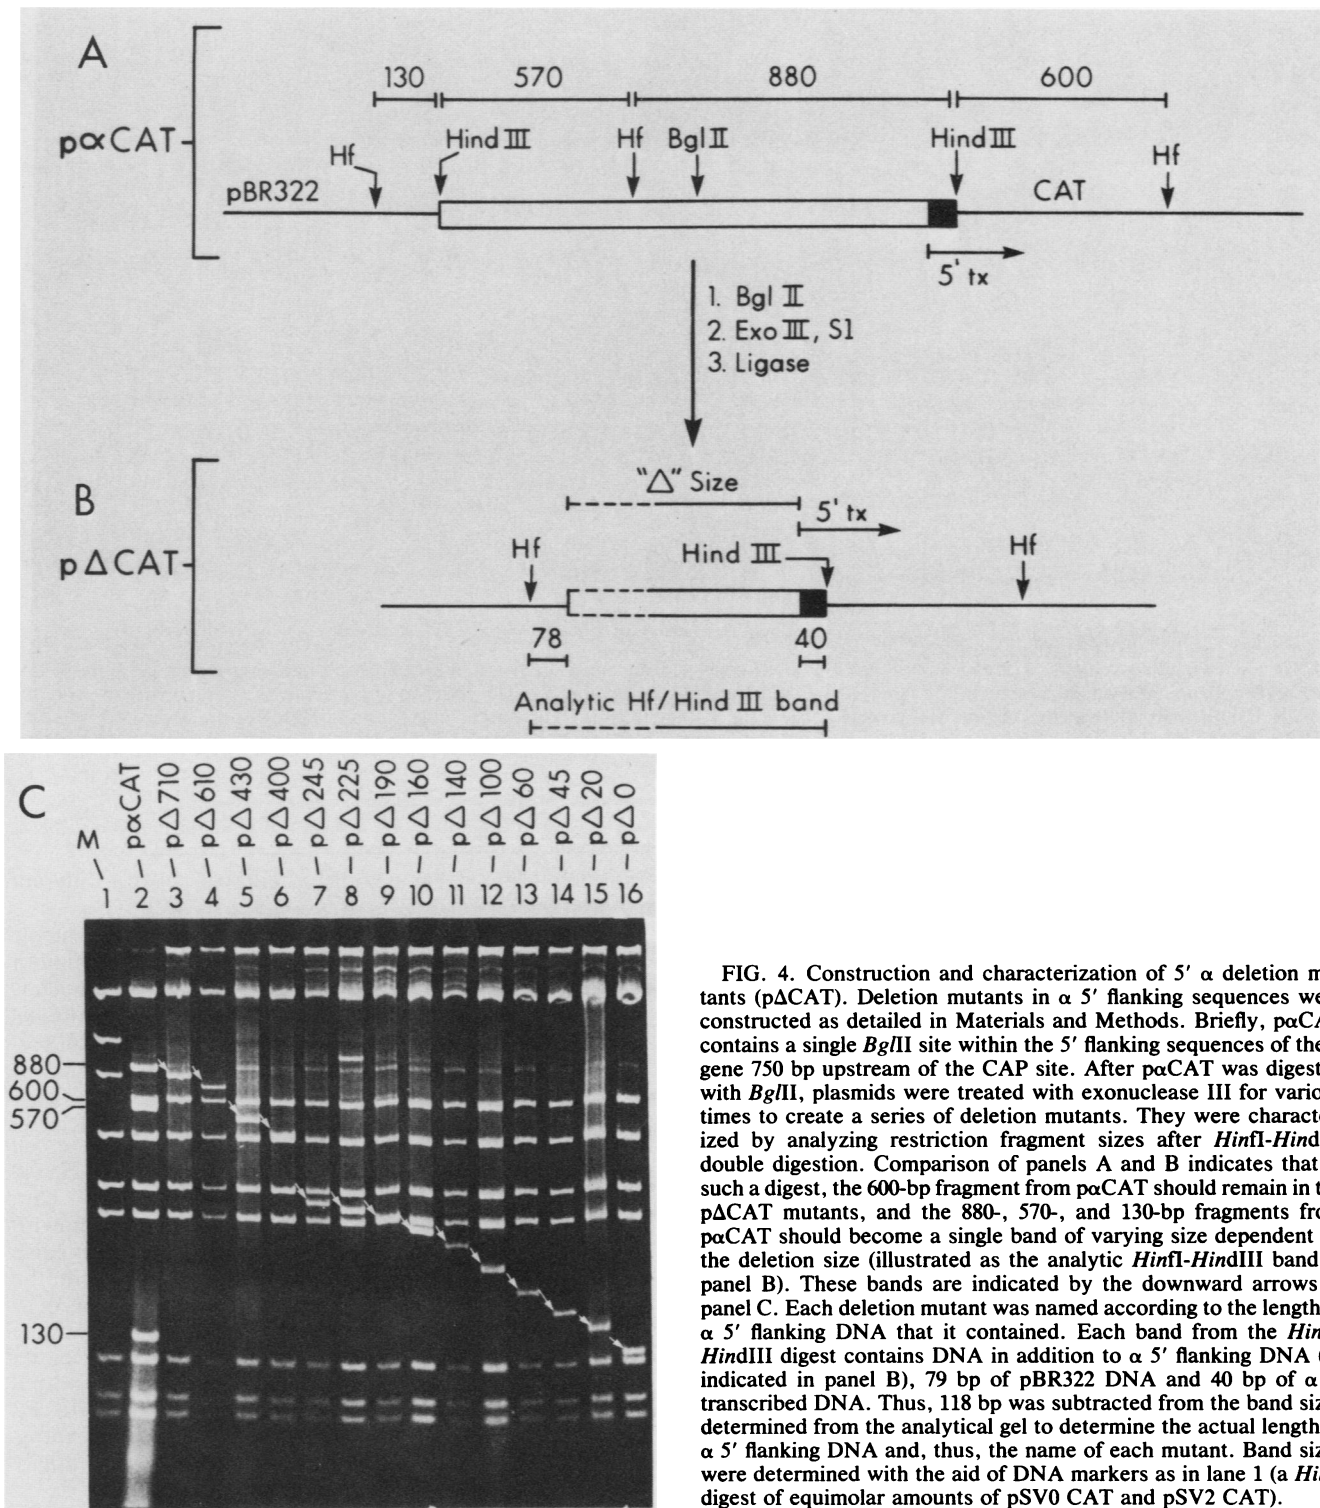 A
130 570 880 600
pαCAT
Hf Hind III Hf Bgl II Hind III Hf
pBR322 CAT
5' tx
1. Bgl II
2. Exo III, S1
3. Ligase
B
"Δ" Size
5' tx
pΔCAT
Hf Hind III Hf
78 40
Analytic Hf/Hind III band
C
M pαCAT pΔ710 pΔ610 pΔ430 pΔ400 pΔ245 pΔ225 pΔ190 pΔ160 pΔ140 pΔ100 pΔ60 pΔ45 pΔ20 pΔ0
1 2 3 4 5 6 7 8 9 10 11 12 13 14 15 16
880
600
570
130
FIG. 4. Construction and characterization of 5' α deletion m
tants (pΔCAT). Deletion mutants in α 5' flanking sequences we
constructed as detailed in Materials and Methods. Briefly, pαCA
contains a single BglII site within the 5' flanking sequences of the
gene 750 bp upstream of the CAP site. After pαCAT was digest
with BglII, plasmids were treated with exonuclease III for vario
times to create a series of deletion mutants. They were characte
ized by analyzing restriction fragment sizes after HinfI-Hind
double digestion. Comparison of panels A and B indicates that
such a digest, the 600-bp fragment from pαCAT should remain in t
pΔCAT mutants, and the 880-, 570-, and 130-bp fragments fro
pαCAT should become a single band of varying size dependent
the deletion size (illustrated as the analytic HinfI-HindIII band
panel B). These bands are indicated by the downward arrows
panel C. Each deletion mutant was named according to the length
α 5' flanking DNA that it contained. Each band from the Hin
HindIII digest contains DNA in addition to α 5' flanking DNA (
indicated in panel B), 79 bp of pBR322 DNA and 40 bp of α
transcribed DNA. Thus, 118 bp was subtracted from the band siz
determined from the analytical gel to determine the actual length
α 5' flanking DNA and, thus, the name of each mutant. Band siz
were determined with the aid of DNA markers as in lane 1 (a Hi
digest of equimolar amounts of pSV0 CAT and pSV2 CAT).